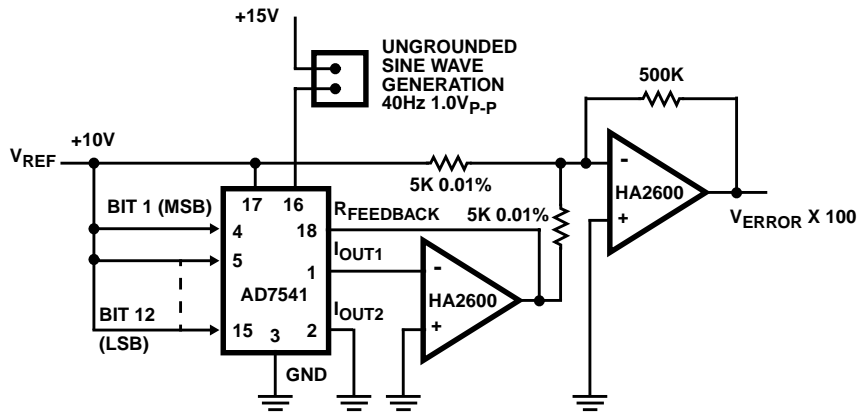 +15V
UNGROUNDED
SINE WAVE
GENERATION
40Hz 1.0VP-P
500K
VREF
+10V
5K 0.01%
BIT 1 (MSB)
17
16
RFEEDBACK
5K 0.01%
HA2600
-
+
VERROR X 100
4
18
5
IOUT1
1
AD7541
HA2600
-
+
BIT 12
(LSB)
15
3
2
IOUT2
GND